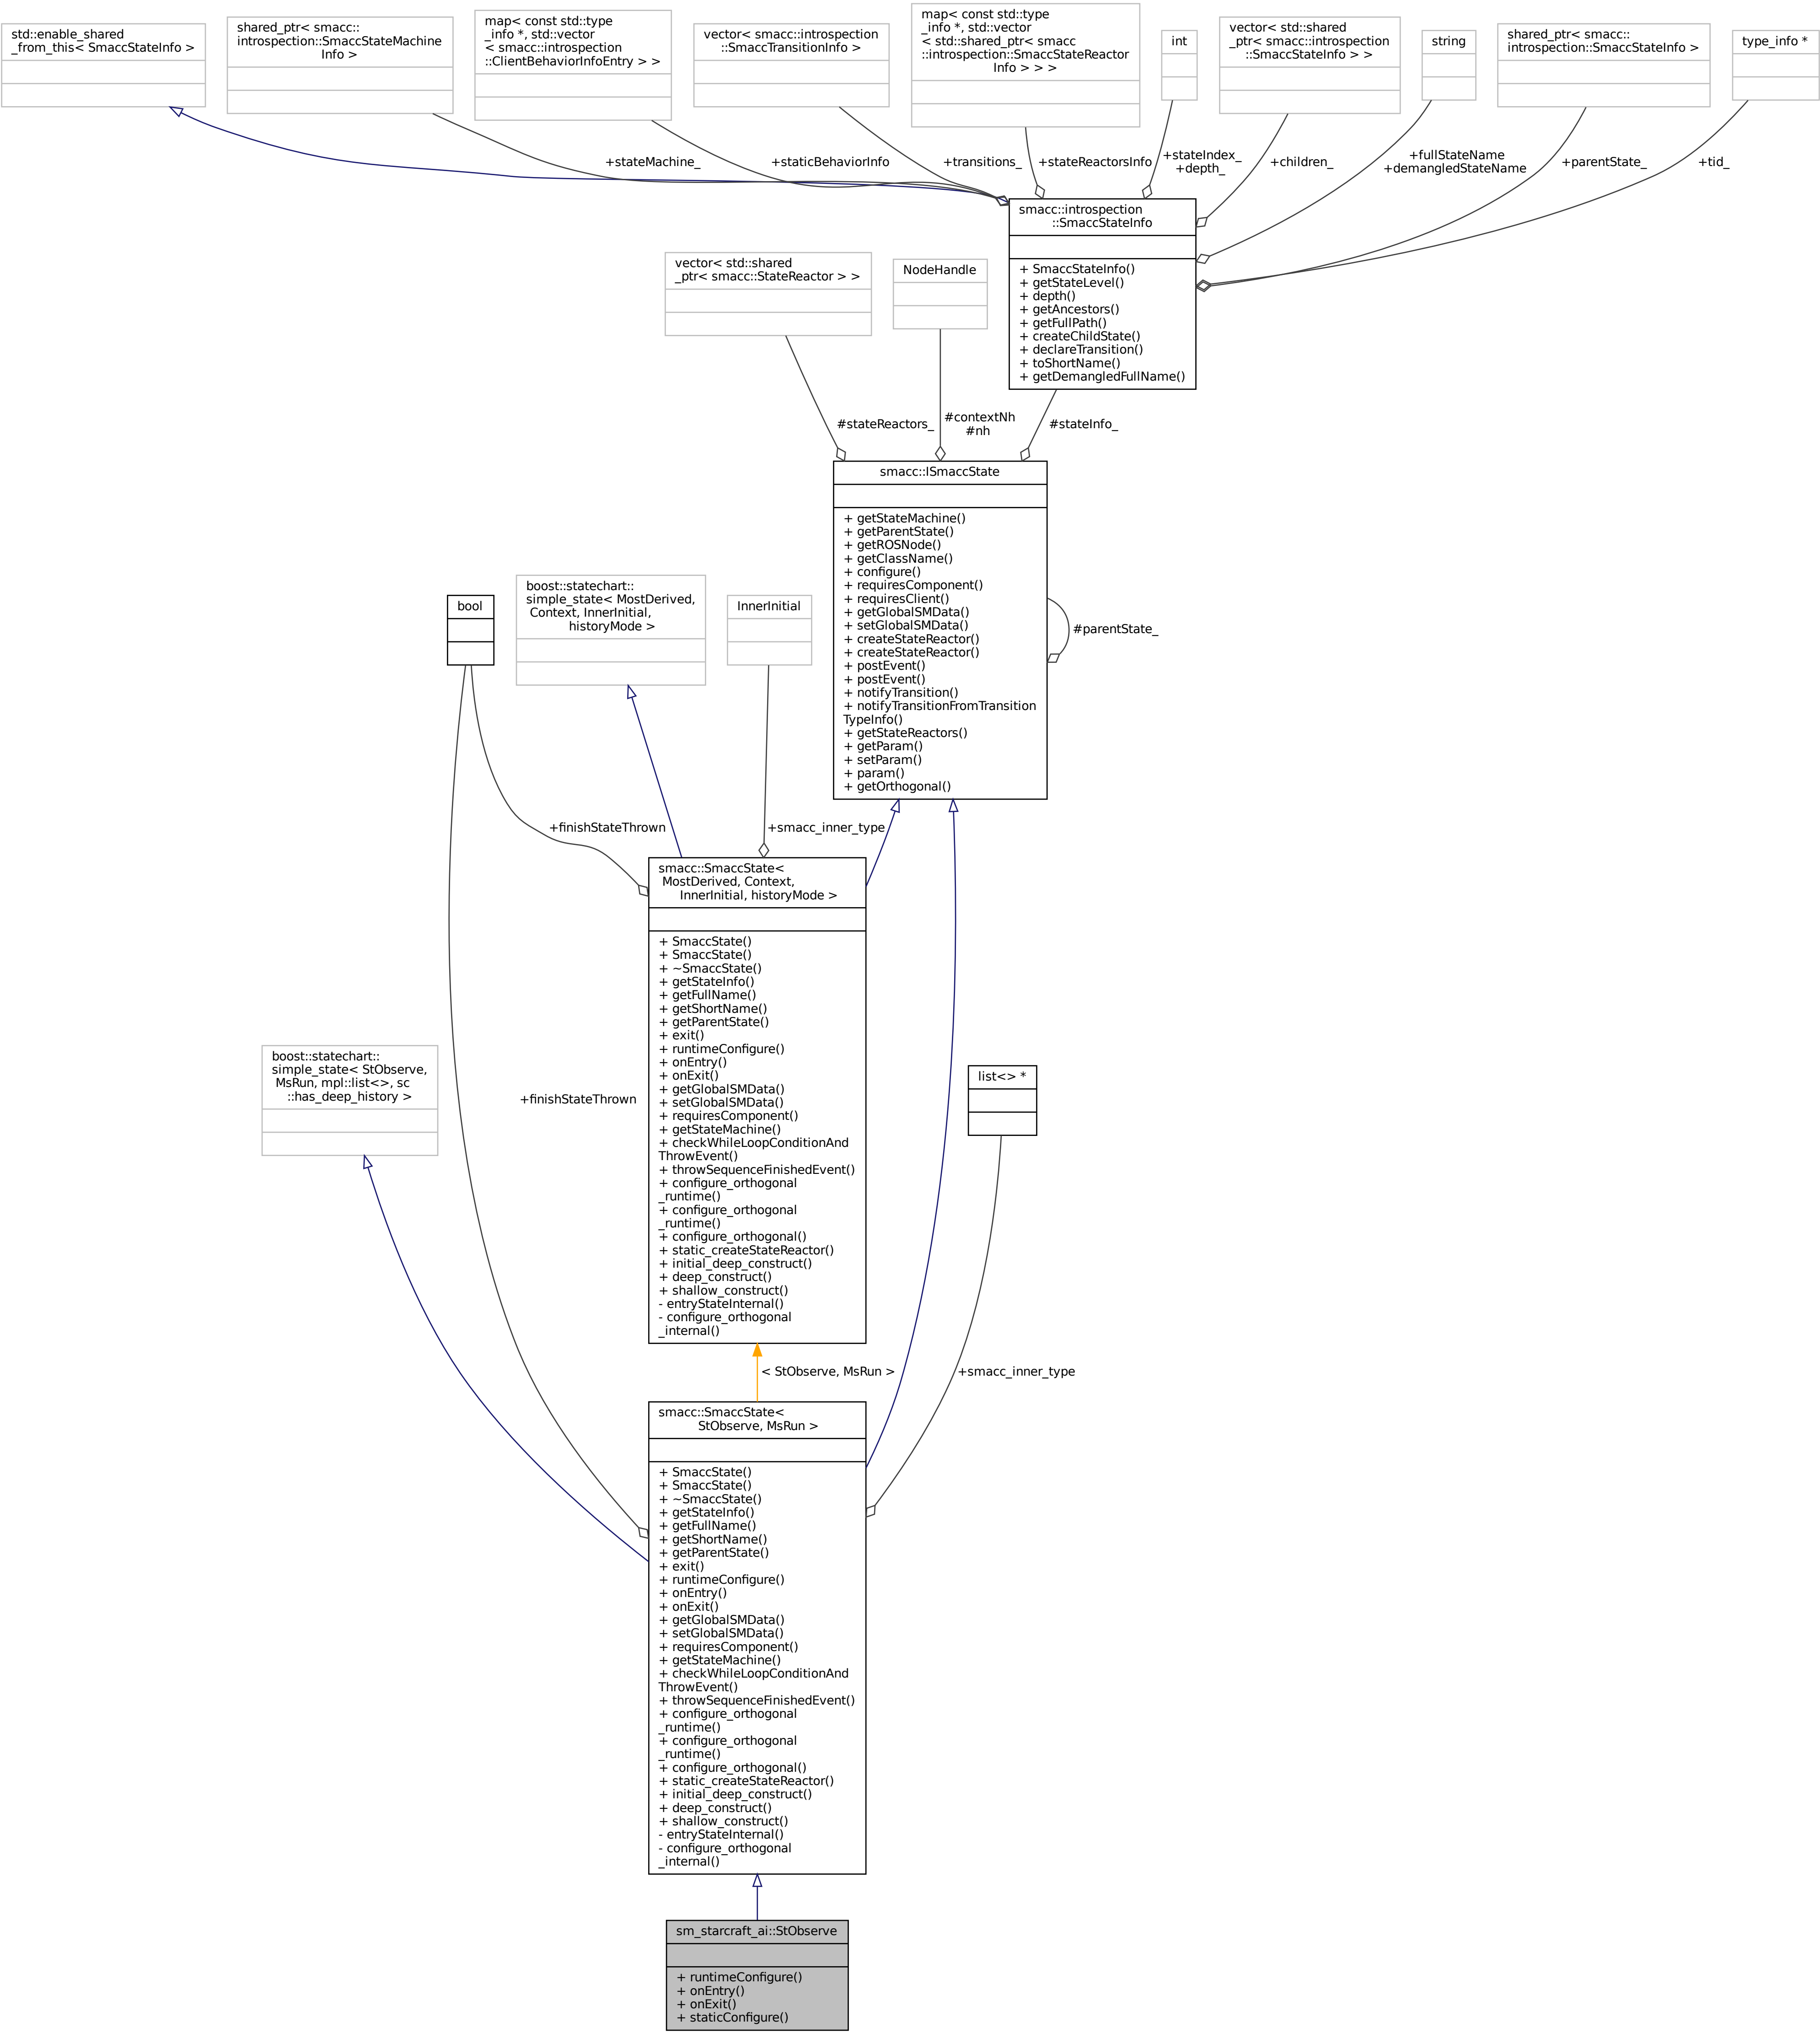 std::enable_shared
_from_this< SmaccStateInfo >
shared_ptr< smacc::
introspection::SmaccStateMachine
Info >
map< const std::type
_info *, std::vector
< smacc::introspection
::ClientBehaviorInfoEntry > >
vector< smacc::introspection
::SmaccTransitionInfo >
map< const std::type
_info *, std::vector
< std::shared_ptr< smacc
::introspection::SmaccStateReactor
Info > > >
int
vector< std::shared
_ptr< smacc::introspection
::SmaccStateInfo > >
string
shared_ptr< smacc::
introspection::SmaccStateInfo >
type_info *
+stateMachine_
+staticBehaviorInfo
+transitions_
+stateReactorsInfo
+stateIndex_
+depth_
+children_
+fullStateName
+demangledStateName
+parentState_
+tid_
smacc::introspection
::SmaccStateInfo
+ SmaccStateInfo()
+ getStateLevel()
+ depth()
+ getAncestors()
+ getFullPath()
+ createChildState()
+ declareTransition()
+ toShortName()
+ getDemangledFullName()
vector< std::shared
_ptr< smacc::StateReactor > >
NodeHandle
#stateReactors_
#contextNh
#nh
#stateInfo_
smacc::ISmaccState
+ getStateMachine()
+ getParentState()
+ getROSNode()
+ getClassName()
+ configure()
+ requiresComponent()
+ requiresClient()
+ getGlobalSMData()
+ setGlobalSMData()
+ createStateReactor()
+ createStateReactor()
+ postEvent()
+ postEvent()
+ notifyTransition()
+ notifyTransitionFromTransition
TypeInfo()
+ getStateReactors()
+ getParam()
+ setParam()
+ param()
+ getOrthogonal()
#parentState_
bool
boost::statechart::
simple_state< MostDerived,
Context, InnerInitial,
historyMode >
InnerInitial
+finishStateThrown
+smacc_inner_type
smacc::SmaccState<
MostDerived, Context,
InnerInitial, historyMode >
+ SmaccState()
+ SmaccState()
+ ~SmaccState()
+ getStateInfo()
+ getFullName()
+ getShortName()
+ getParentState()
+ exit()
+ runtimeConfigure()
+ onEntry()
+ onExit()
+ getGlobalSMData()
+ setGlobalSMData()
+ requiresComponent()
+ getStateMachine()
+ checkWhileLoopConditionAnd
ThrowEvent()
+ throwSequenceFinishedEvent()
+ configure_orthogonal
_runtime()
+ configure_orthogonal
_runtime()
+ configure_orthogonal()
+ static_createStateReactor()
+ initial_deep_construct()
+ deep_construct()
+ shallow_construct()
- entryStateInternal()
- configure_orthogonal
_internal()
boost::statechart::
simple_state< StObserve,
MsRun, mpl::list<>, sc
::has_deep_history >
+finishStateThrown
list<> *
< StObserve, MsRun >
+smacc_inner_type
smacc::SmaccState<
StObserve, MsRun >
+ SmaccState()
+ SmaccState()
+ ~SmaccState()
+ getStateInfo()
+ getFullName()
+ getShortName()
+ getParentState()
+ exit()
+ runtimeConfigure()
+ onEntry()
+ onExit()
+ getGlobalSMData()
+ setGlobalSMData()
+ requiresComponent()
+ getStateMachine()
+ checkWhileLoopConditionAnd
ThrowEvent()
+ throwSequenceFinishedEvent()
+ configure_orthogonal
_runtime()
+ configure_orthogonal
_runtime()
+ configure_orthogonal()
+ static_createStateReactor()
+ initial_deep_construct()
+ deep_construct()
+ shallow_construct()
- entryStateInternal()
- configure_orthogonal
_internal()
sm_starcraft_ai::StObserve
+ runtimeConfigure()
+ onEntry()
+ onExit()
+ staticConfigure()